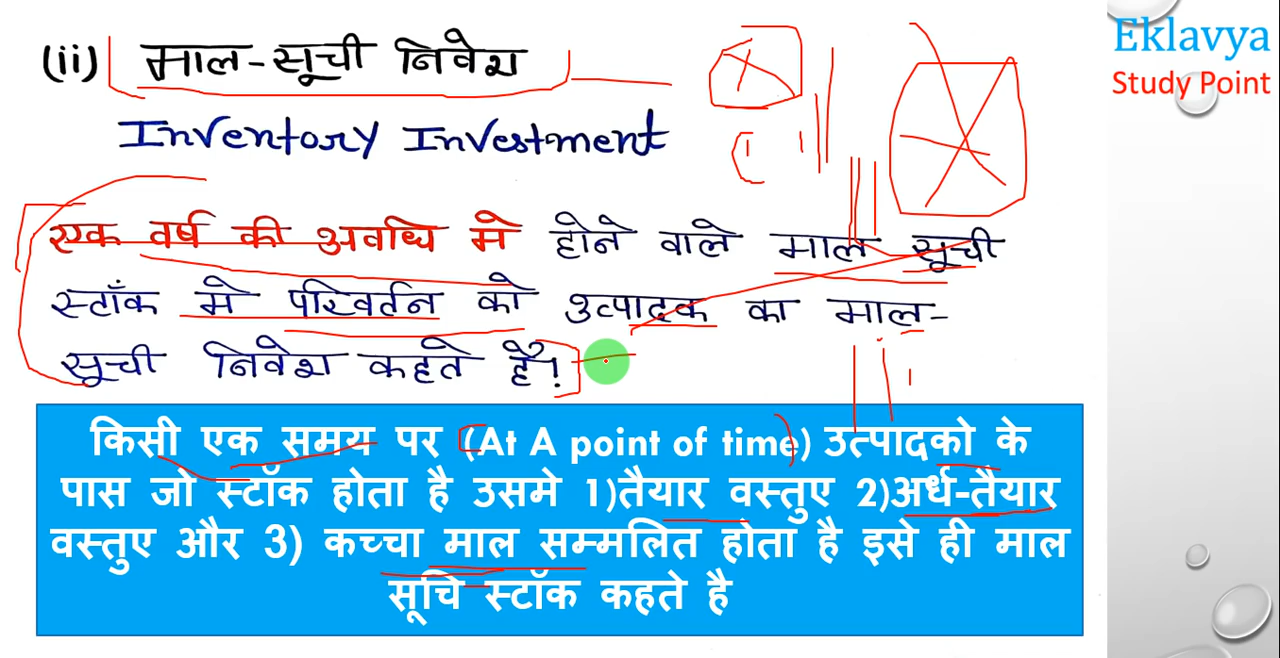 (ii) माल-सूची निवेश
Inventory Investment
एक वर्ष की अवधि मे होने वाले माल सूची
स्टाँक मे परिवर्तन को उत्पादक का माल-
सूची निवेश कहते है!
किसी एक समय पर (At A point of time) उत्पादको के
पास जो स्टॉक होता है उसमे 1)तैयार वस्तुए 2)अर्ध-तैयार
वस्तुए और 3) कच्चा माल सम्मलित होता है इसे ही माल
सूचि स्टॉक कहते है
Eklavya
Study Point